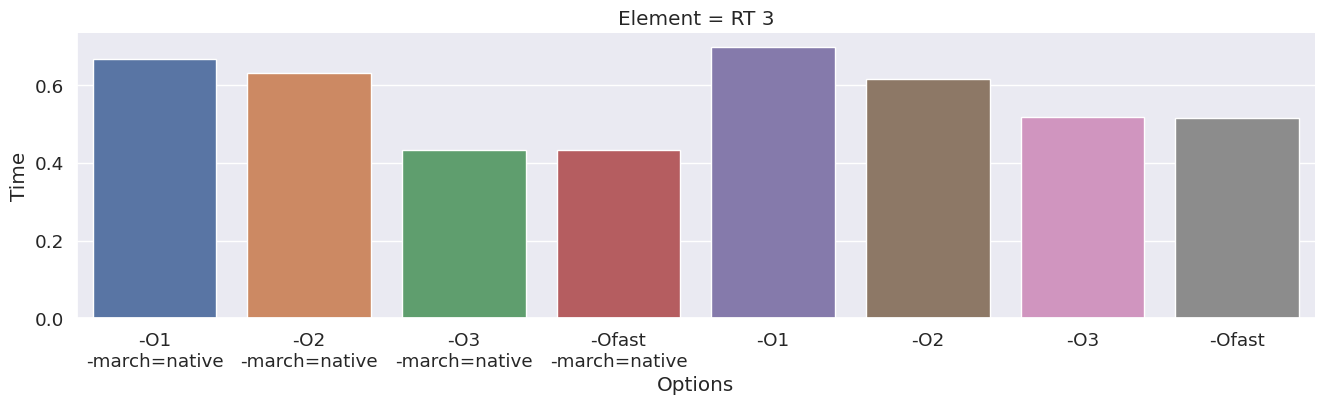 Element = RT 3
Time
0.6
0.4
0.2
0.0
-O1 -O2 -O3 -Ofast -O1 -O2 -O3 -Ofast
-march=native -march=native -march=native -march=native
Options